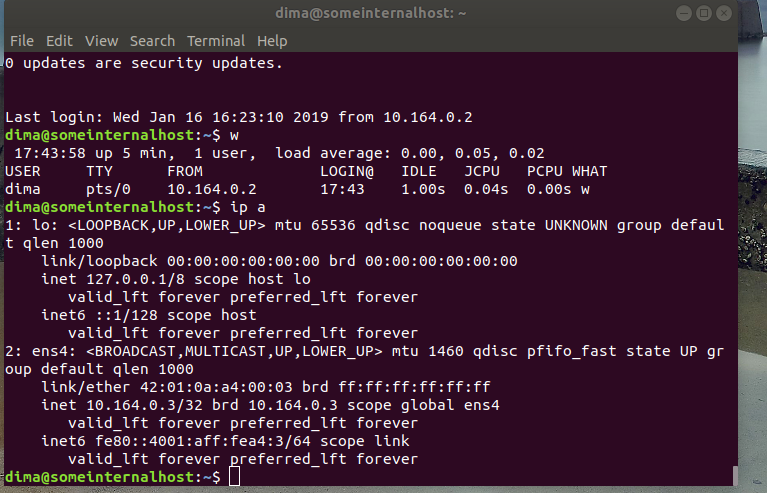 dima@someinternalhost: ~
File Edit View Search Terminal Help
0 updates are security updates.
Last login: Wed Jan 16 16:23:10 2019 from 10.164.0.2
dima@someinternalhost:~$ w
 17:43:58 up 5 min,  1 user,  load average: 0.00, 0.05, 0.02
USER     TTY      FROM             LOGIN@   IDLE   JCPU   PCPU WHAT
dima     pts/0    10.164.0.2       17:43    1.00s  0.04s  0.00s w
dima@someinternalhost:~$ ip a
1: lo: <LOOPBACK,UP,LOWER_UP> mtu 65536 qdisc noqueue state UNKNOWN group defaul
t qlen 1000
    link/loopback 00:00:00:00:00:00 brd 00:00:00:00:00:00
    inet 127.0.0.1/8 scope host lo
       valid_lft forever preferred_lft forever
    inet6 ::1/128 scope host
       valid_lft forever preferred_lft forever
2: ens4: <BROADCAST,MULTICAST,UP,LOWER_UP> mtu 1460 qdisc pfifo_fast state UP gr
oup default qlen 1000
    link/ether 42:01:0a:a4:00:03 brd ff:ff:ff:ff:ff:ff
    inet 10.164.0.3/32 brd 10.164.0.3 scope global ens4
       valid_lft forever preferred_lft forever
    inet6 fe80::4001:aff:fea4:3/64 scope link
       valid_lft forever preferred_lft forever
dima@someinternalhost:~$